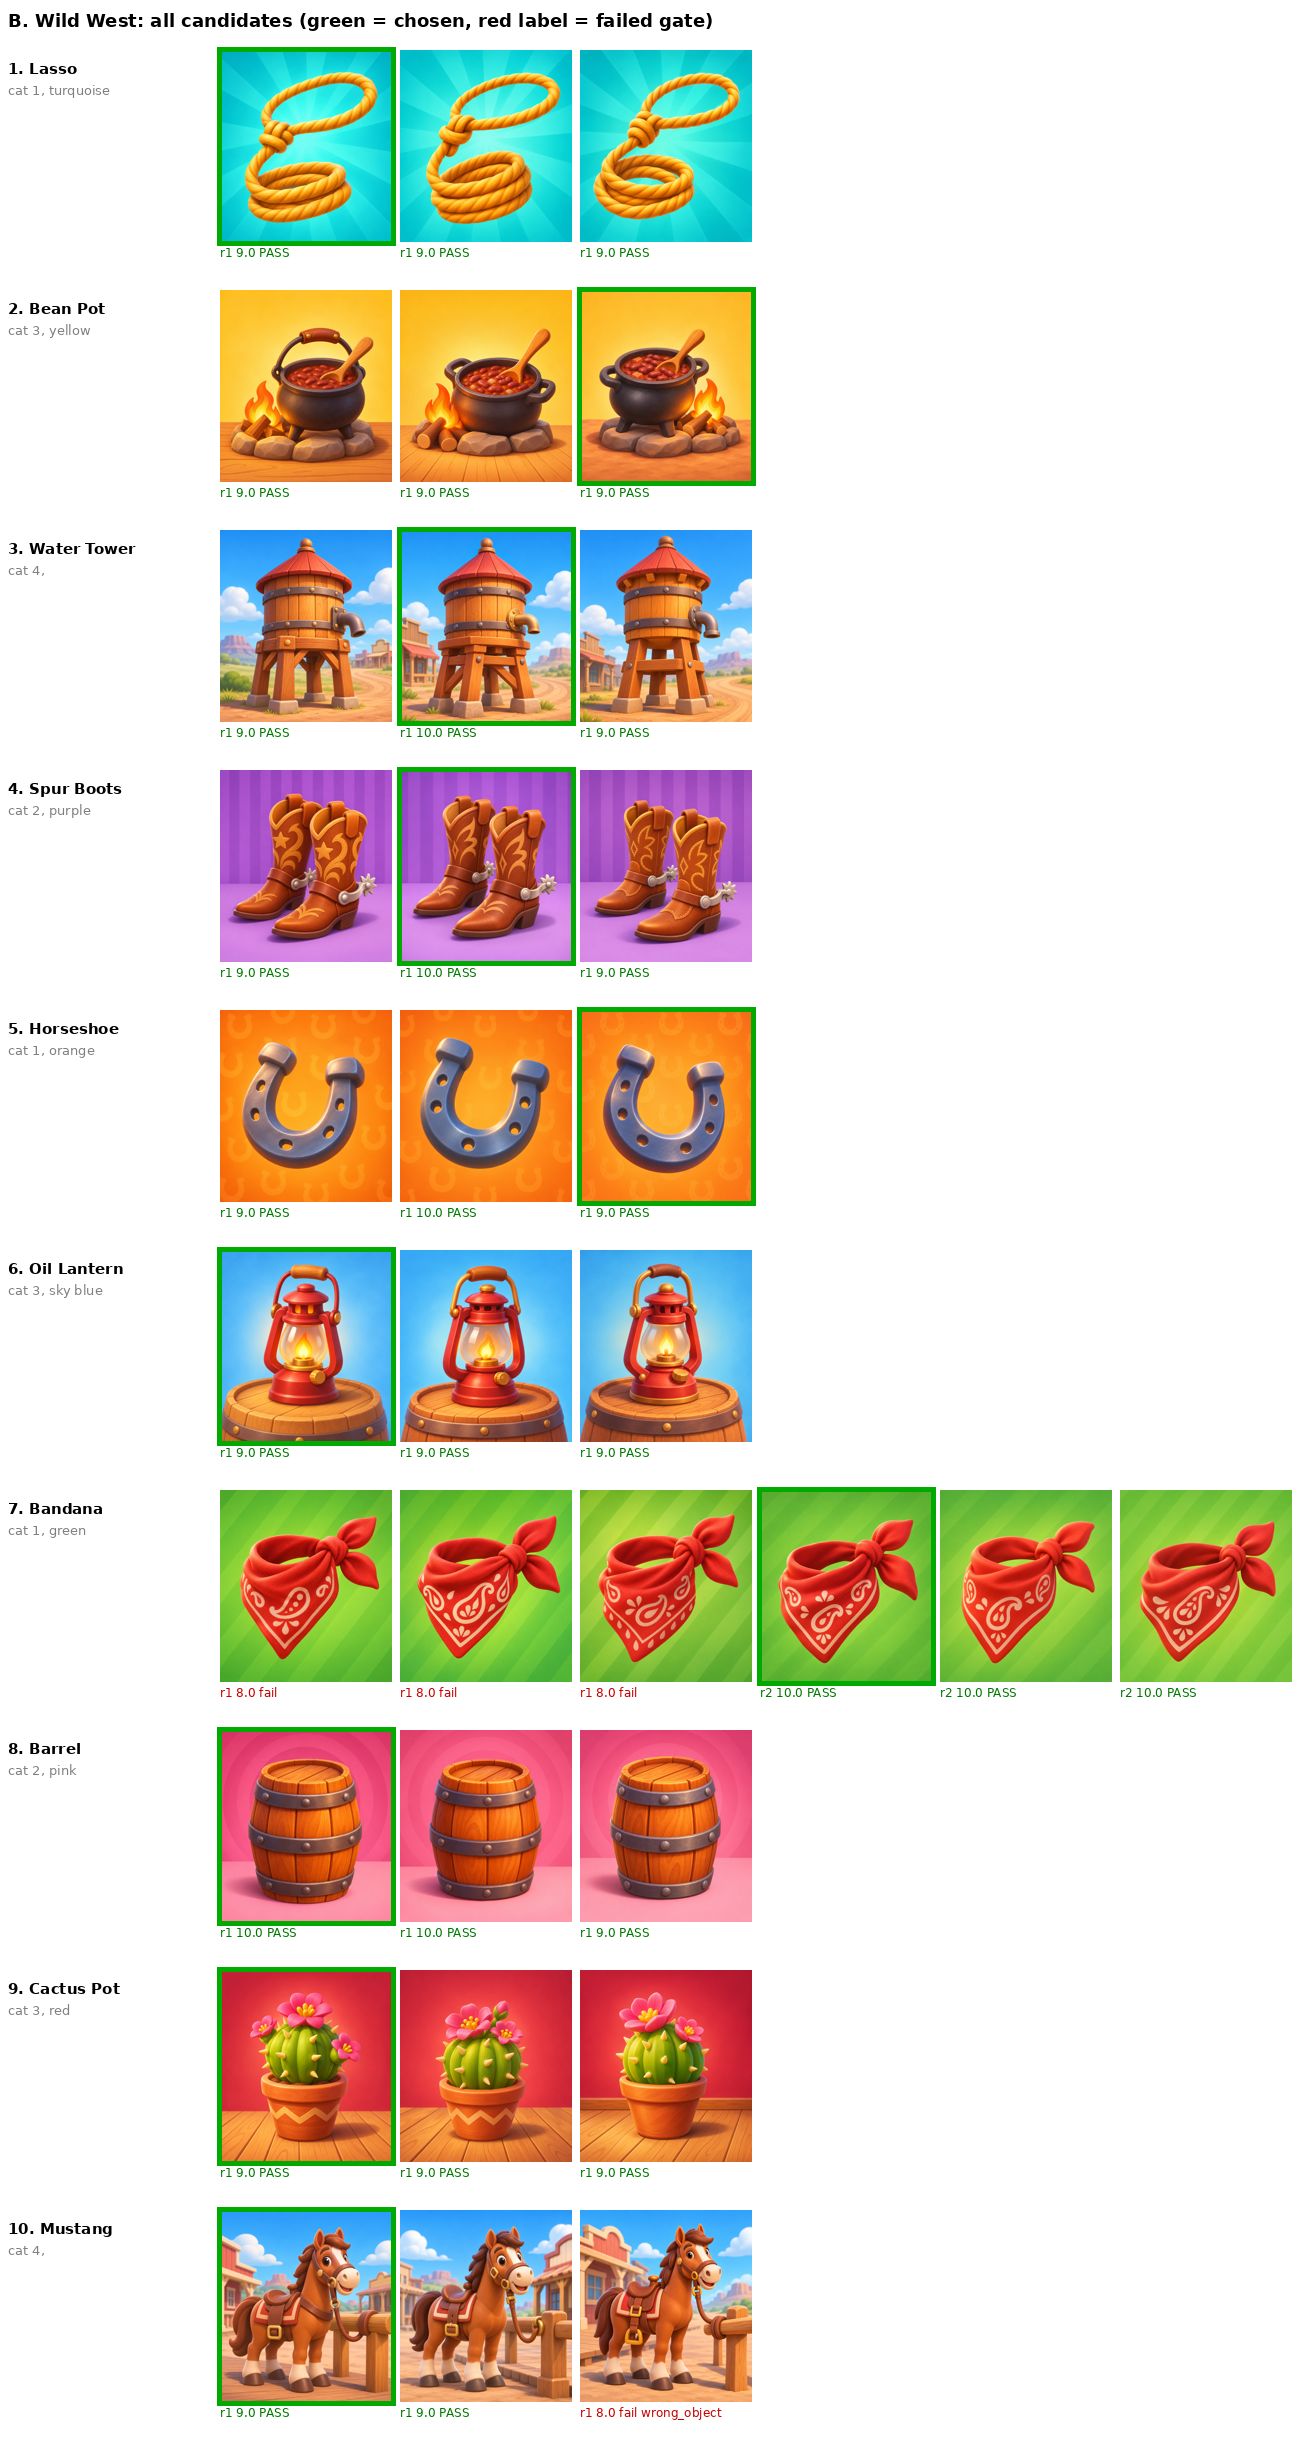 B. Wild West: all candidates (green = chosen, red label = failed gate)
1. Lasso
cat 1, turquoise
r1 9.0 PASS r1 9.0 PASS r1 9.0 PASS
2. Bean Pot
cat 3, yellow
r1 9.0 PASS r1 9.0 PASS r1 9.0 PASS
3. Water Tower
cat 4,
r1 9.0 PASS r1 10.0 PASS r1 9.0 PASS
4. Spur Boots
cat 2, purple
r1 9.0 PASS r1 10.0 PASS r1 9.0 PASS
5. Horseshoe
cat 1, orange
r1 9.0 PASS r1 10.0 PASS r1 9.0 PASS
6. Oil Lantern
cat 3, sky blue
r1 9.0 PASS r1 9.0 PASS r1 9.0 PASS
7. Bandana
cat 1, green
r1 8.0 fail r1 8.0 fail r1 8.0 fail r2 10.0 PASS r2 10.0 PASS r2 10.0 PASS
8. Barrel
cat 2, pink
r1 10.0 PASS r1 10.0 PASS r1 9.0 PASS
9. Cactus Pot
cat 3, red
r1 9.0 PASS r1 9.0 PASS r1 9.0 PASS
10. Mustang
cat 4,
r1 9.0 PASS r1 9.0 PASS r1 8.0 fail wrong_object